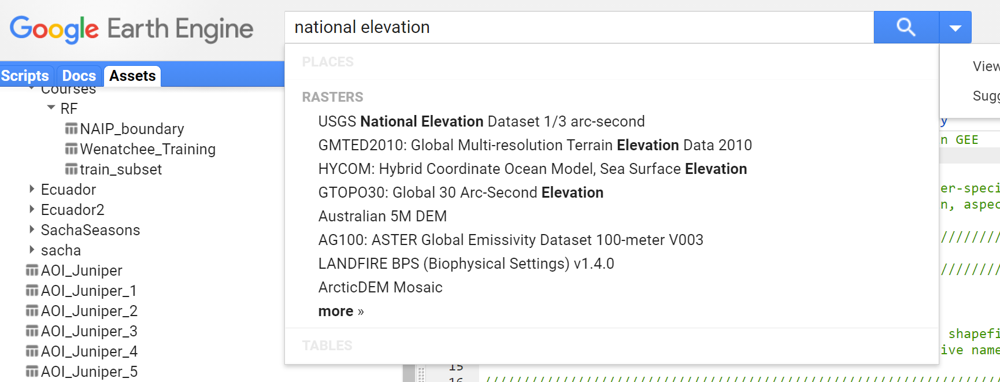 Google Earth Engine
national elevation
Scripts Docs Assets
Courses
RF
NAIP_boundary
Wenatchee_Training
train_subset
Ecuador
Ecuador2
SachaSeasons
sacha
AOI_Juniper
AOI_Juniper_1
AOI_Juniper_2
AOI_Juniper_3
AOI_Juniper_4
AOI_Juniper_5
PLACES
RASTERS
USGS National Elevation Dataset 1/3 arc-second
GMTED2010: Global Multi-resolution Terrain Elevation Data 2010
HYCOM: Hybrid Coordinate Ocean Model, Sea Surface Elevation
GTOPO30: Global 30 Arc-Second Elevation
Australian 5M DEM
AG100: ASTER Global Emissivity Dataset 100-meter V003
LANDFIRE BPS (Biophysical Settings) v1.4.0
ArcticDEM Mosaic
more »
TABLES
View
Sugg
y
n GEE
er-speci
n, aspec
/////////
/////////
shapefi
ive name
15
16 ////////////////////////////////////////////////////////////////////